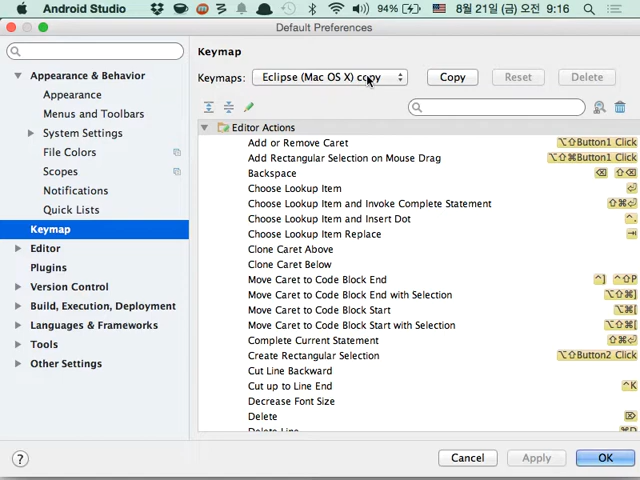 Android Studio 94% 8월 21일 (금) 오전 9:16
Default Preferences
Keymap
Keymaps: Eclipse (Mac OS X) copy Copy Reset Delete
Appearance & Behavior
Appearance
Menus and Toolbars
System Settings
File Colors
Scopes
Notifications
Quick Lists
Keymap
Editor
Plugins
Version Control
Build, Execution, Deployment
Languages & Frameworks
Tools
Other Settings
Editor Actions
Add or Remove Caret ⌥⇧Button1 Click
Add Rectangular Selection on Mouse Drag ⌥⇧⌘Button1 Click
Backspace ⌫ ⇧⌫
Choose Lookup Item ⏎
Choose Lookup Item and Invoke Complete Statement ⇧⌘⏎
Choose Lookup Item and Insert Dot ^.
Choose Lookup Item Replace ⇥
Clone Caret Above
Clone Caret Below
Move Caret to Code Block End ^] ^⇧P
Move Caret to Code Block End with Selection ⌥⇧⌘]
Move Caret to Code Block Start ⌥⌘[
Move Caret to Code Block Start with Selection ⌥⇧⌘[
Complete Current Statement ⇧⌘⏎
Create Rectangular Selection ⌥⇧Button2 Click
Cut Line Backward
Cut up to Line End ^K
Decrease Font Size
Delete ⌦
Delete Line ⌘D
? Cancel Apply OK